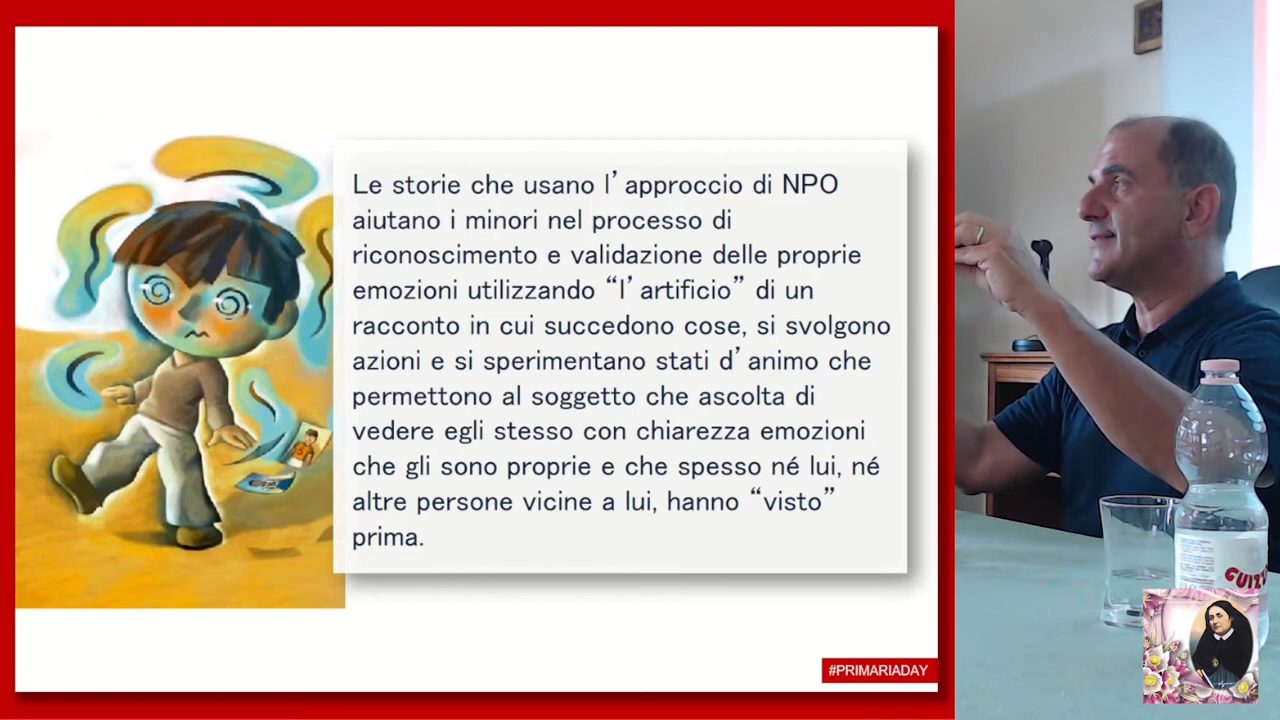 Le storie che usano l’approccio di NPO
aiutano i minori nel processo di
riconoscimento e validazione delle proprie
emozioni utilizzando “l’artificio” di un
racconto in cui succedono cose, si svolgono
azioni e si sperimentano stati d’animo che
permettono al soggetto che ascolta di
vedere egli stesso con chiarezza emozioni
che gli sono proprie e che spesso né lui, né
altre persone vicine a lui, hanno “visto”
prima.
#PRIMARIADAY